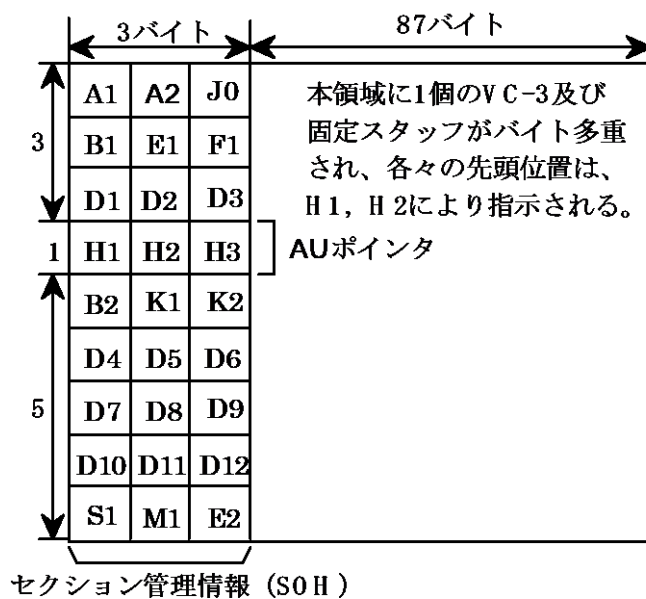 3バイト 87バイト
3
A1 A2 J0
B1 E1 F1
D1 D2 D3
本領域に1個のVC-3及び
固定スタッフがバイト多重
され、各々の先頭位置は、
H1, H2により指示される。
1 H1 H2 H3 AUポインタ
5
B2 K1 K2
D4 D5 D6
D7 D8 D9
D10 D11 D12
S1 M1 E2
セクション管理情報 (SOH)